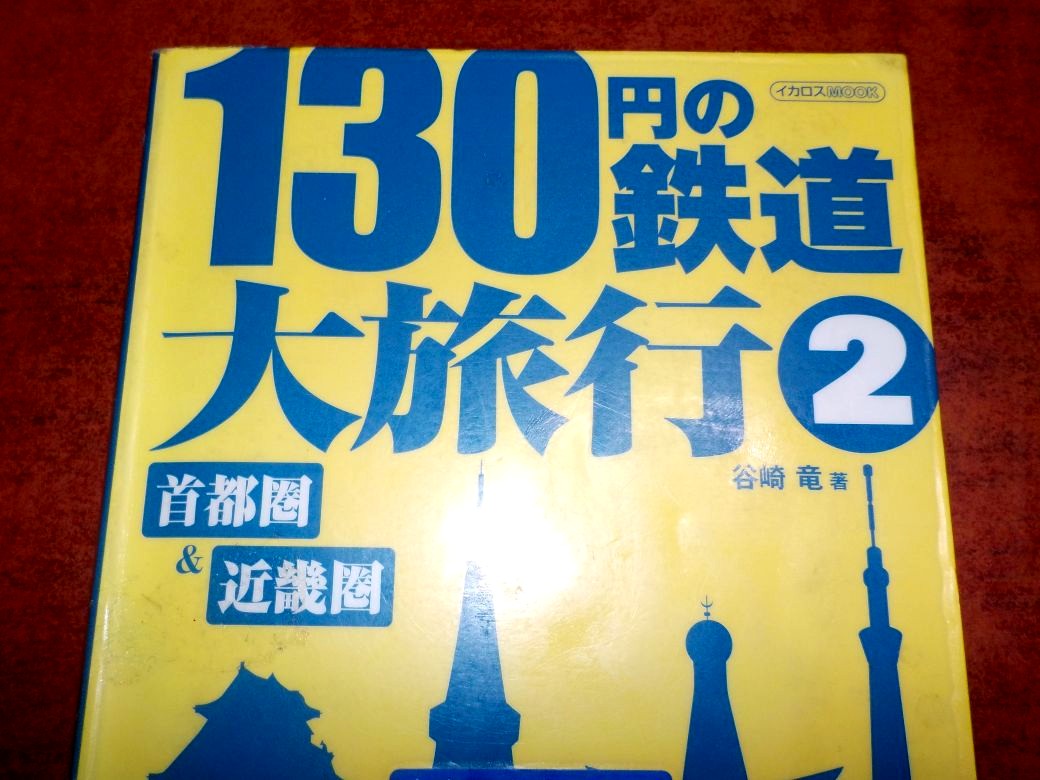 130円の鉄道
イカロスMOOK
大旅行2
谷崎 竜 著
首都圏
&
近畿圏